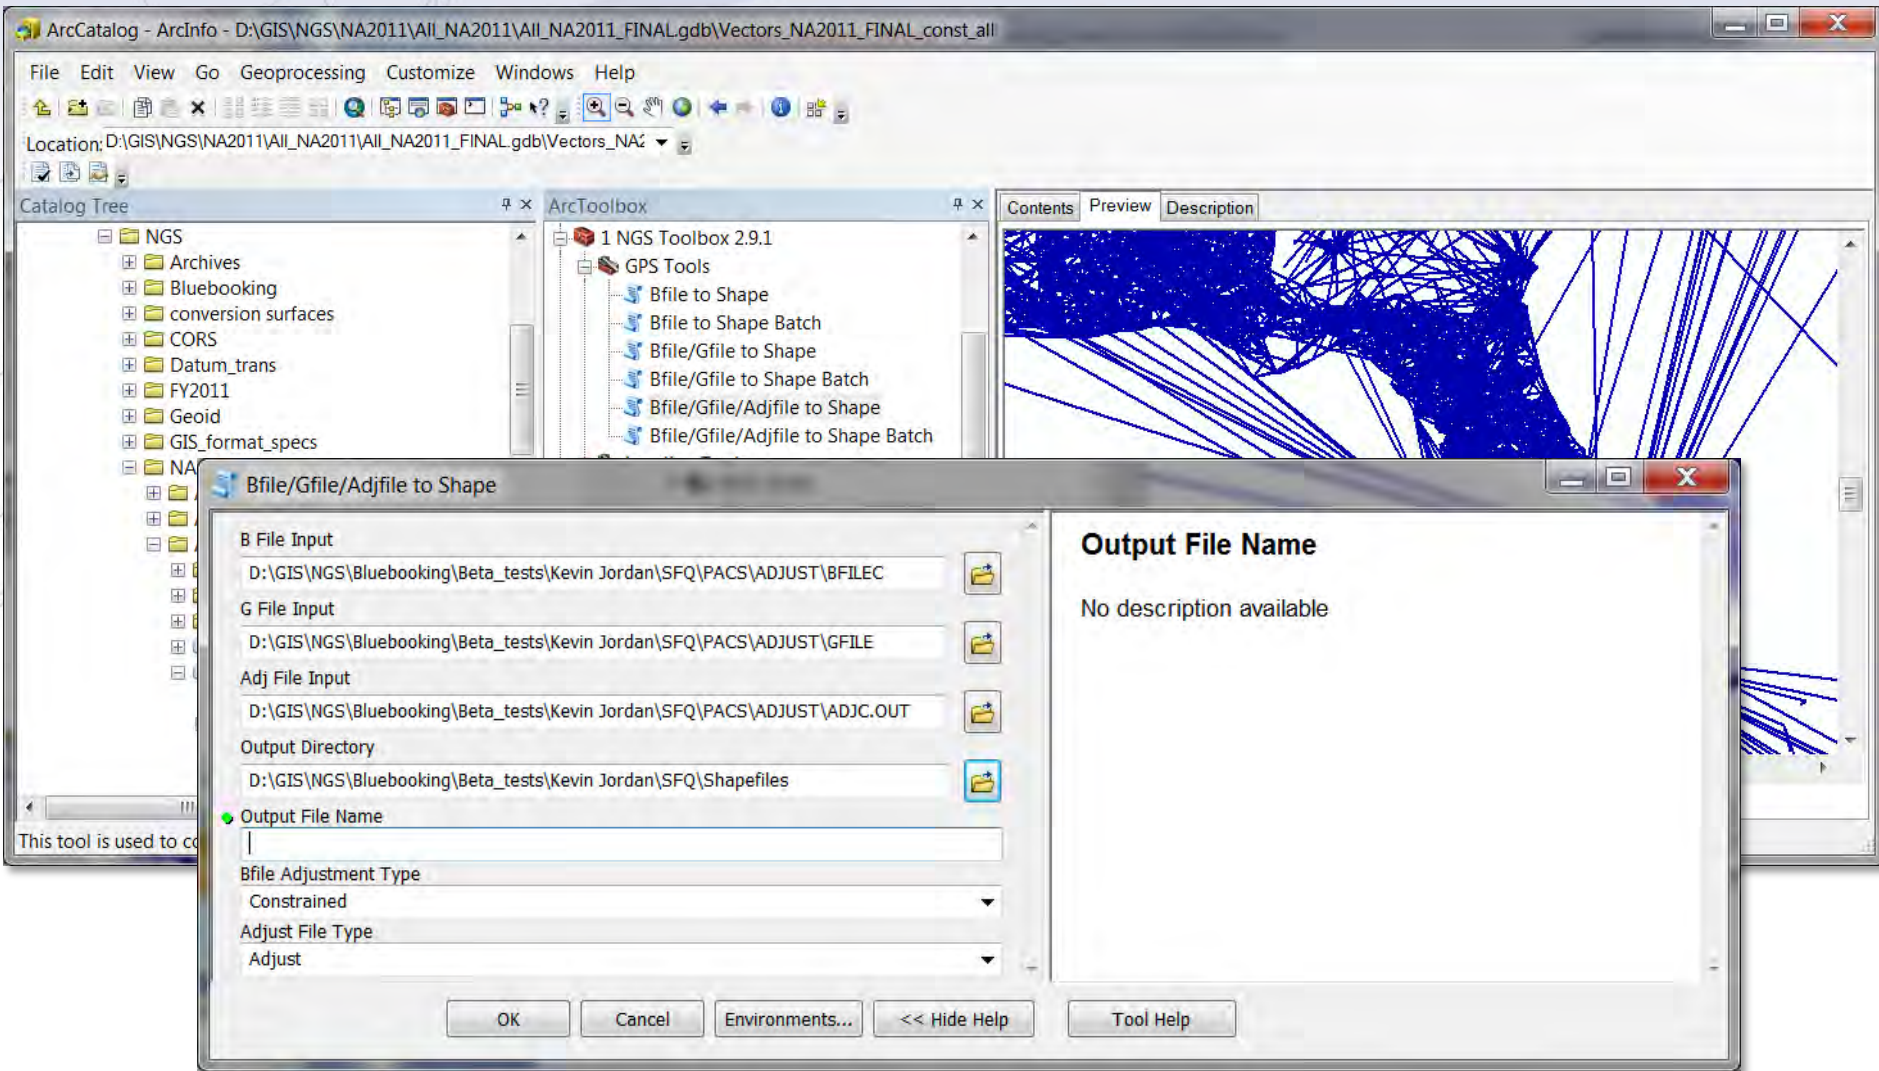 ArcCatalog - ArcInfo - D:\GIS\NGS\NA2011\All_NA2011\All_NA2011_FINAL.gdb\Vectors_NA2011_FINAL_const_all
File Edit View Go Geoprocessing Customize Windows Help
Location: D:\GIS\NGS\NA2011\All_NA2011\All_NA2011_FINAL.gdb\Vectors_NA2
Catalog Tree
NGS
Archives
Bluebooking
conversion surfaces
CORS
Datum_trans
FY2011
Geoid
GIS_format_specs
NA
ArcToolbox
1 NGS Toolbox 2.9.1
GPS Tools
Bfile to Shape
Bfile to Shape Batch
Bfile/Gfile to Shape
Bfile/Gfile to Shape Batch
Bfile/Gfile/Adjfile to Shape
Bfile/Gfile/Adjfile to Shape Batch
Contents Preview Description
This tool is used to co
Bfile/Gfile/Adjfile to Shape
B File Input
D:\GIS\NGS\Bluebooking\Beta_tests\Kevin Jordan\SFQ\PACS\ADJUST\BFILEC
G File Input
D:\GIS\NGS\Bluebooking\Beta_tests\Kevin Jordan\SFQ\PACS\ADJUST\GFILE
Adj File Input
D:\GIS\NGS\Bluebooking\Beta_tests\Kevin Jordan\SFQ\PACS\ADJUST\ADJC.OUT
Output Directory
D:\GIS\NGS\Bluebooking\Beta_tests\Kevin Jordan\SFQ\Shapefiles
Output File Name
Bfile Adjustment Type
Constrained
Adjust File Type
Adjust
OK Cancel Environments... << Hide Help Tool Help
Output File Name
No description available